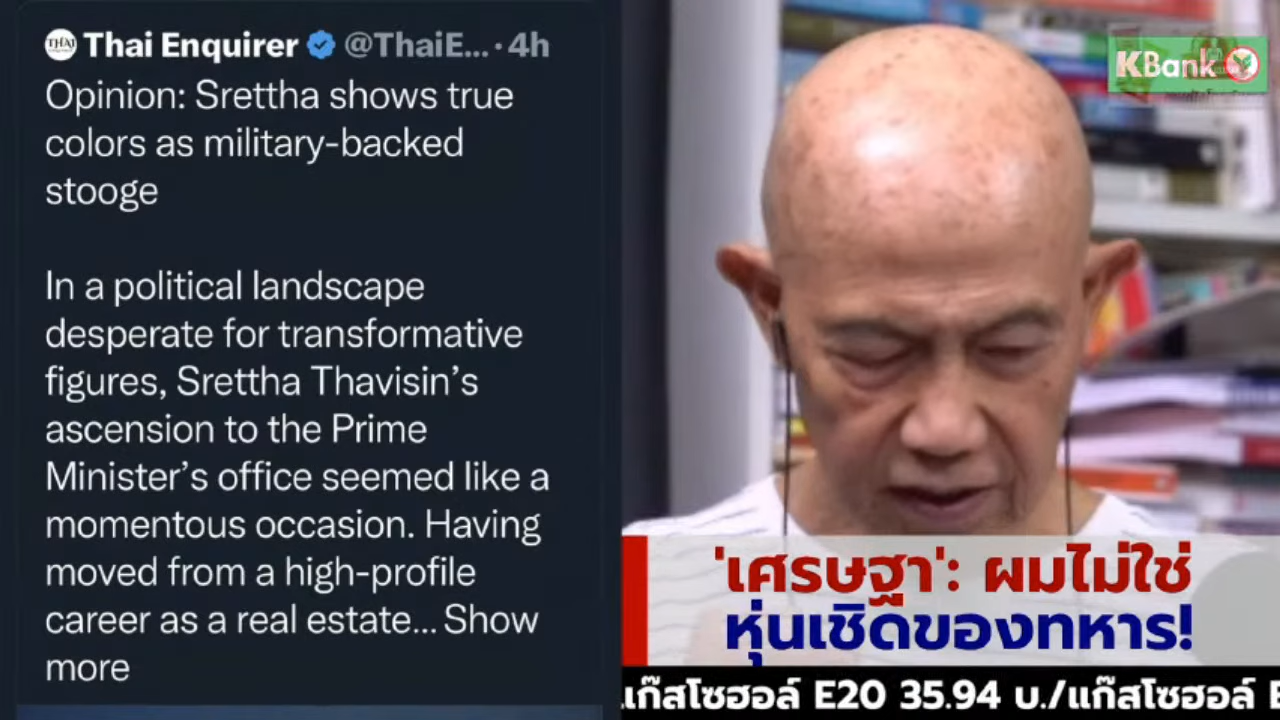 Thai Enquirer @ThaiE... · 4h
Opinion: Srettha shows true
colors as military-backed
stooge
In a political landscape
desperate for transformative
figures, Srettha Thavisin's
ascension to the Prime
Minister's office seemed like a
momentous occasion. Having
moved from a high-profile
career as a real estate... Show
more
KBank
'เศรษฐา': ผมไม่ใช่
หุ่นเชิดของทหาร!
แก๊สโซฮอล์ E20 35.94 บ./แก๊สโซฮอล์ E